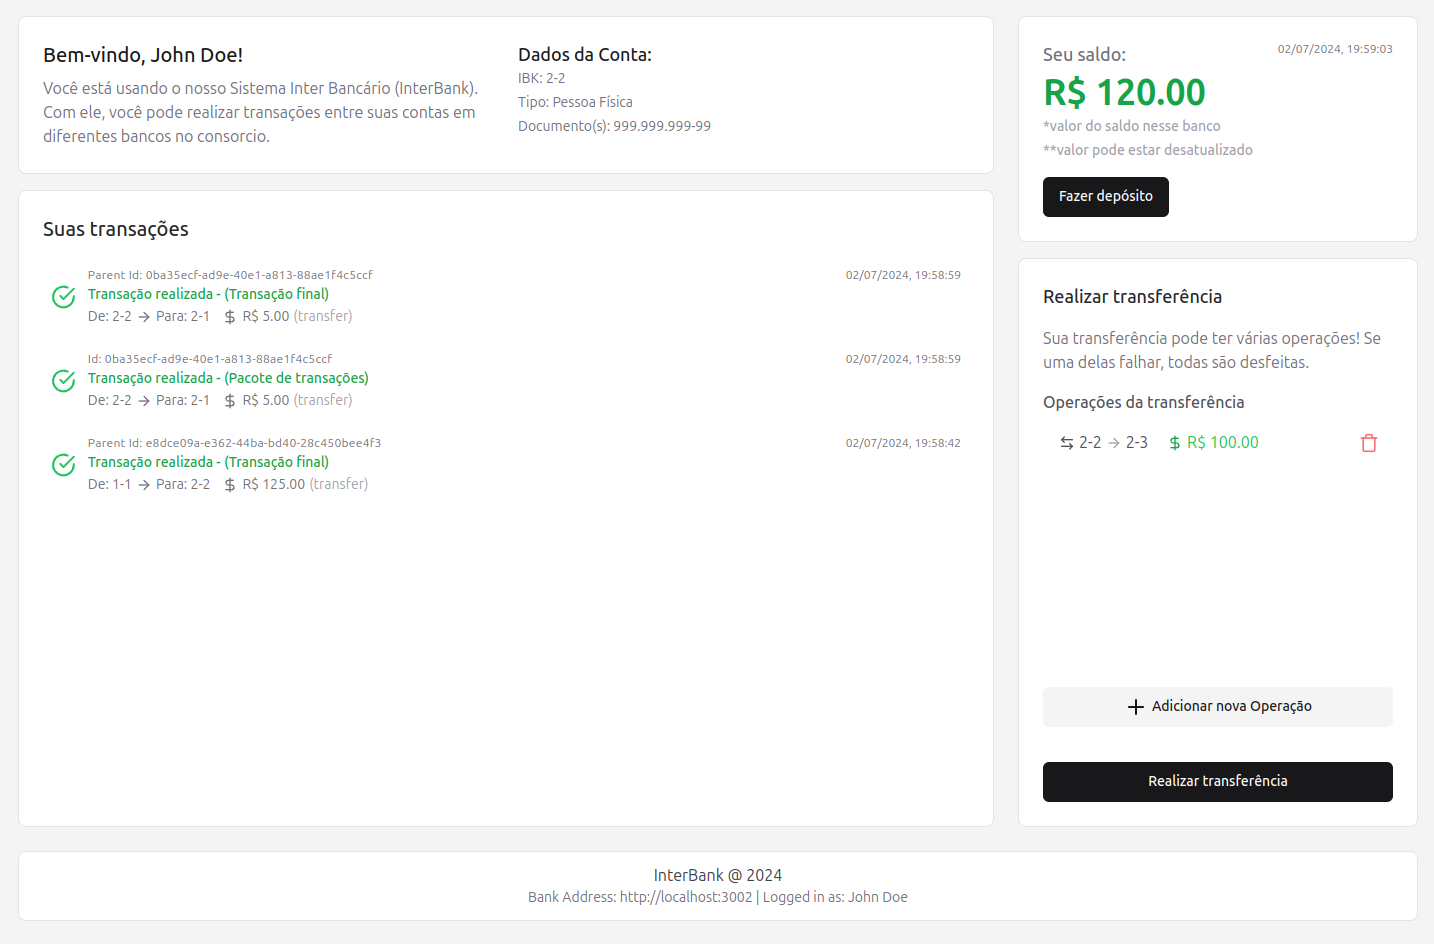 Bem-vindo, John Doe!
Você está usando o nosso Sistema Inter Bancário (InterBank).
Com ele, você pode realizar transações entre suas contas em
diferentes bancos no consorcio.
Dados da Conta:
IBK: 2-2
Tipo: Pessoa Física
Documento(s): 999.999.999-99
Seu saldo:
02/07/2024, 19:59:03
R$ 120.00
*valor do saldo nesse banco
**valor pode estar desatualizado
Fazer depósito
Suas transações
Parent Id: 0ba35ecf-ad9e-40e1-a813-88ae1f4c5ccf
02/07/2024, 19:58:59
Transação realizada - (Transação final)
De: 2-2 → Para: 2-1 $ R$ 5.00 (transfer)
Id: 0ba35ecf-ad9e-40e1-a813-88ae1f4c5ccf
02/07/2024, 19:58:59
Transação realizada - (Pacote de transações)
De: 2-2 → Para: 2-1 $ R$ 5.00 (transfer)
Parent Id: e8dce09a-e362-44ba-bd40-28c450bee4f3
02/07/2024, 19:58:42
Transação realizada - (Transação final)
De: 1-1 → Para: 2-2 $ R$ 125.00 (transfer)
Realizar transferência
Sua transferência pode ter várias operações! Se
uma delas falhar, todas são desfeitas.
Operações da transferência
2-2 → 2-3 $ R$ 100.00
Adicionar nova Operação
Realizar transferência
InterBank @ 2024
Bank Address: http://localhost:3002 | Logged in as: John Doe